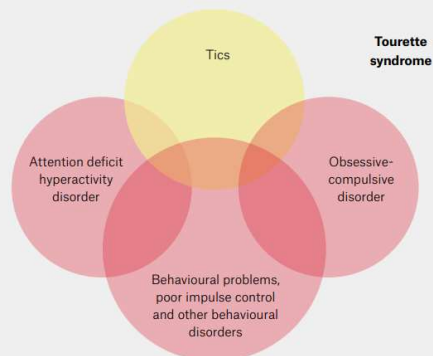 Tics
Tourette
syndrome
Attention deficit
hyperactivity
disorder
Obsessive-
compulsive
disorder
Behavioural problems,
poor impulse control
and other behavioural
disorders